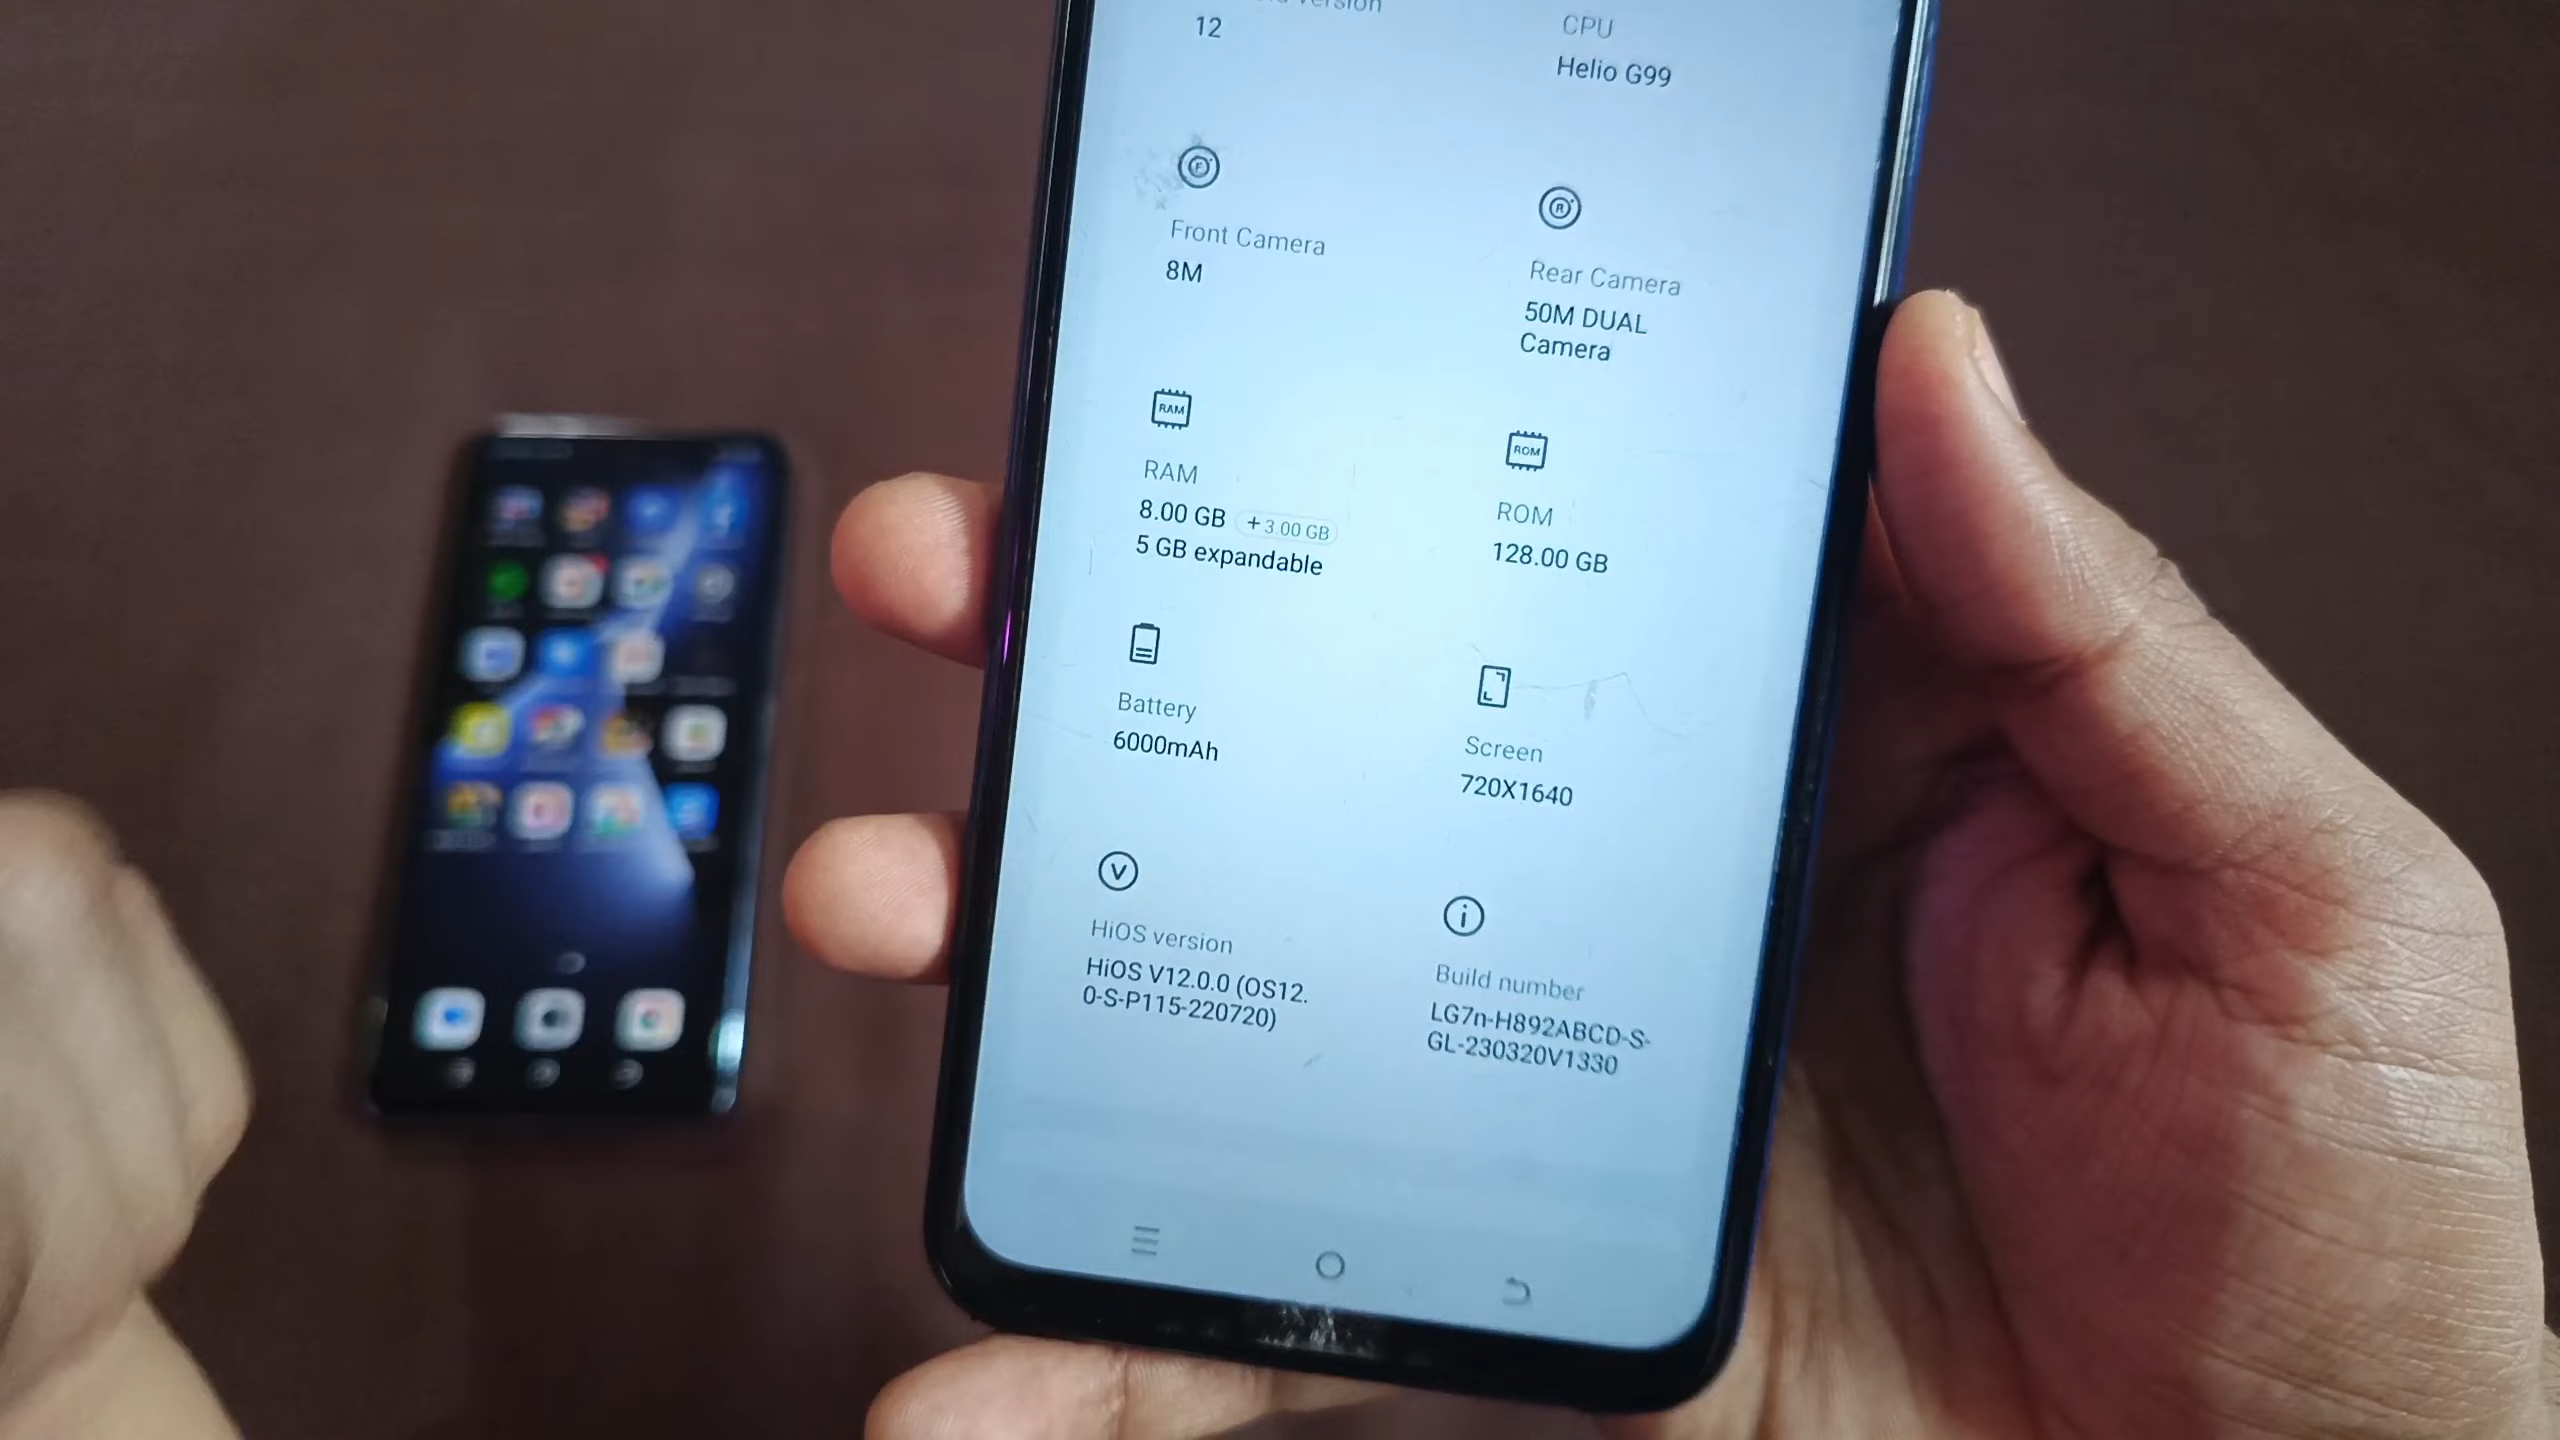 version
12
CPU
Helio G99
Front Camera
8M
Rear Camera
50M DUAL
Camera
RAM
RAM
8.00 GB +3.00 GB
5 GB expandable
ROM
ROM
128.00 GB
Battery
6000mAh
Screen
720X1640
HiOS version
HiOS V12.0.0 (OS12.
0-S-P115-220720)
Build number
LG7n-H892ABCD-S-
GL-230320V1330